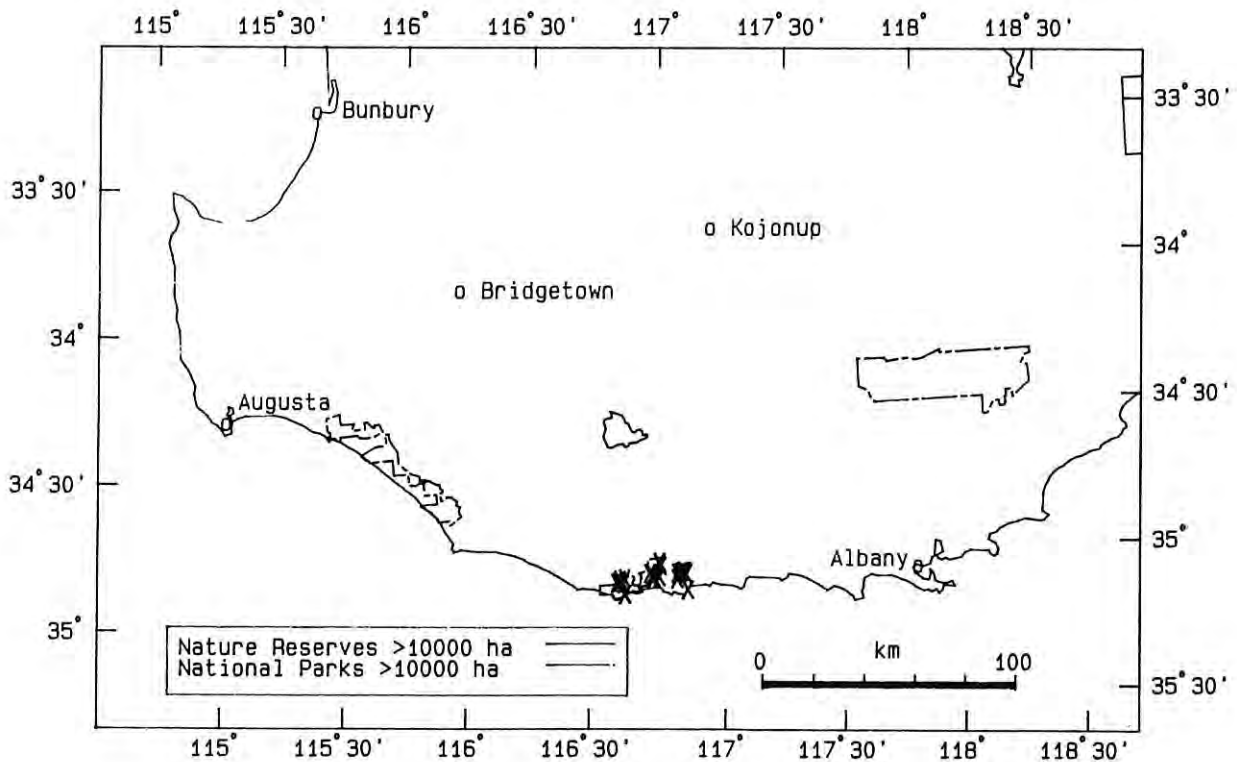 115° 115°30' 116° 116°30' 117° 117°30' 118° 118°30'
Bunbury
33°30'
33°30'
Kojonup
34°
Bridgetown
34°
Augusta
34°30'
34°30'
Albany
35°
35°
Nature Reserves >10000 ha
National Parks >10000 ha
km
0 100
35°30'
115° 115°30' 116° 116°30' 117° 117°30' 118° 118°30'